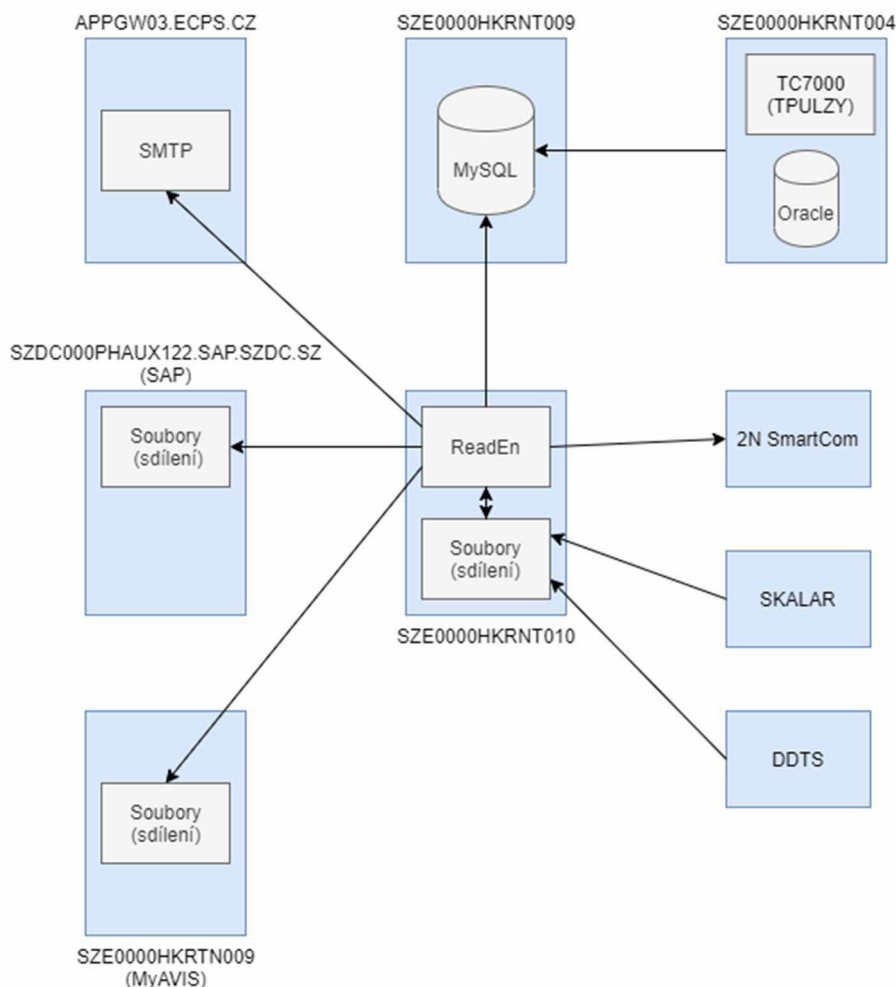 APPGW03.ECPS.CZ
SZE0000HKRNT009
SZE0000HKRNT004
SMTP
MySQL
TC7000
(TPULZY)
Oracle
SZDC000PHAUX122.SAP.SZDC.SZ
(SAP)
Soubory
(sdílení)
ReadEn
2N SmartCom
Soubory
(sdílení)
SKALAR
SZE0000HKRNT010
DDTS
Soubory
(sdílení)
SZE0000HKRTN009
(MyAVIS)